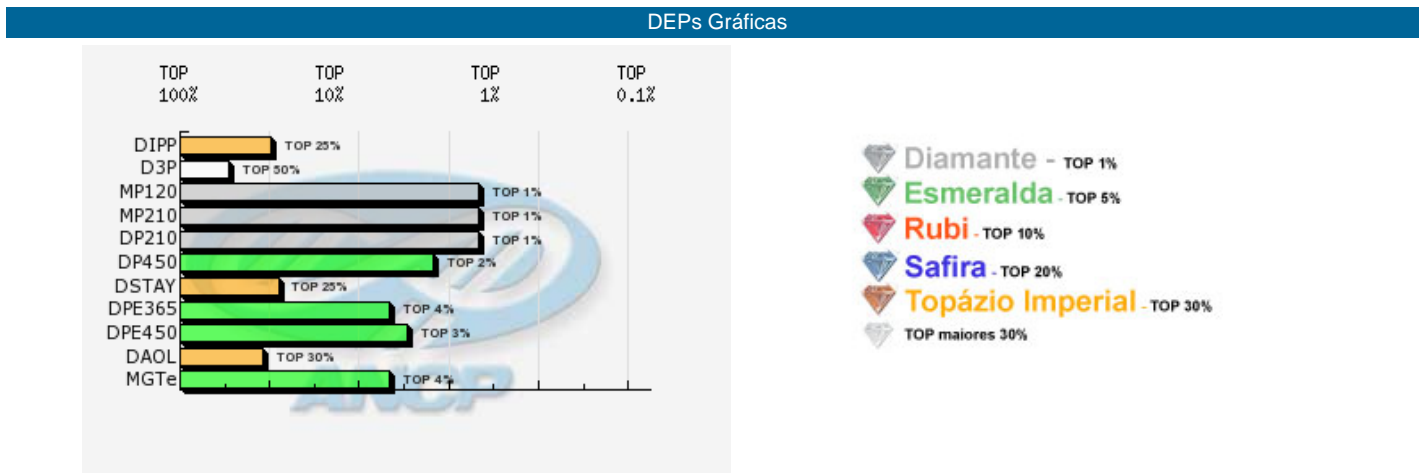 DEPs Gráficas
TOP 100% TOP 10% TOP 1% TOP 0.1%
DIPP TOP 25%
D3P TOP 50%
MP120 TOP 1%
MP210 TOP 1%
DP210 TOP 1%
DP450 TOP 2%
DSTAY TOP 25%
DPE365 TOP 4%
DPE450 TOP 3%
DAOL TOP 30%
MGTe TOP 4%
ANCP
Diamante - TOP 1%
Esmeralda - TOP 5%
Rubi - TOP 10%
Safira - TOP 20%
Topázio Imperial - TOP 30%
TOP maiores 30%